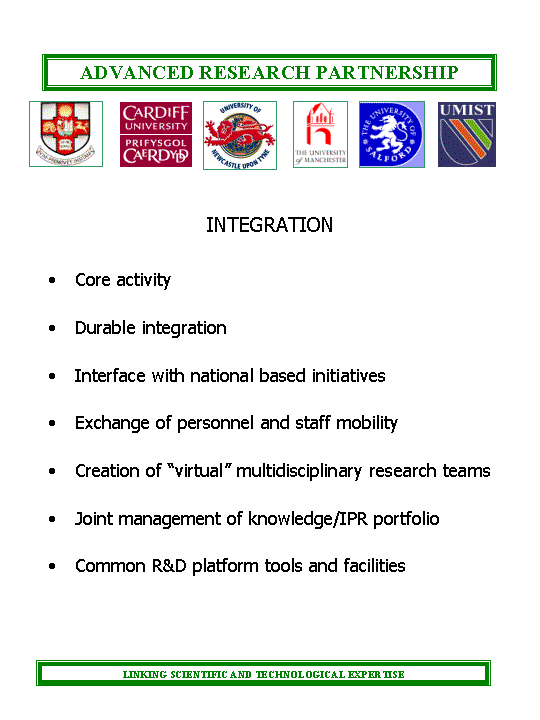 ADVANCED RESEARCH PARTNERSHIP
CARDIFF
UNIVERSITY
PRIFYSGOL
CAERDYD
UNIVERSITY OF
NEWCASTLE UPON TYNE
THE UNIVERSITY
of MANCHESTER
THE UNIVERSITY OF
SALFORD
UMIST
INTEGRATION
• Core activity
• Durable integration
• Interface with national based initiatives
• Exchange of personnel and staff mobility
• Creation of “virtual” multidisciplinary research teams
• Joint management of knowledge/IPR portfolio
• Common R&D platform tools and facilities
LINKING SCIENTIFIC AND TECHNOLOGICAL EXPERTISE